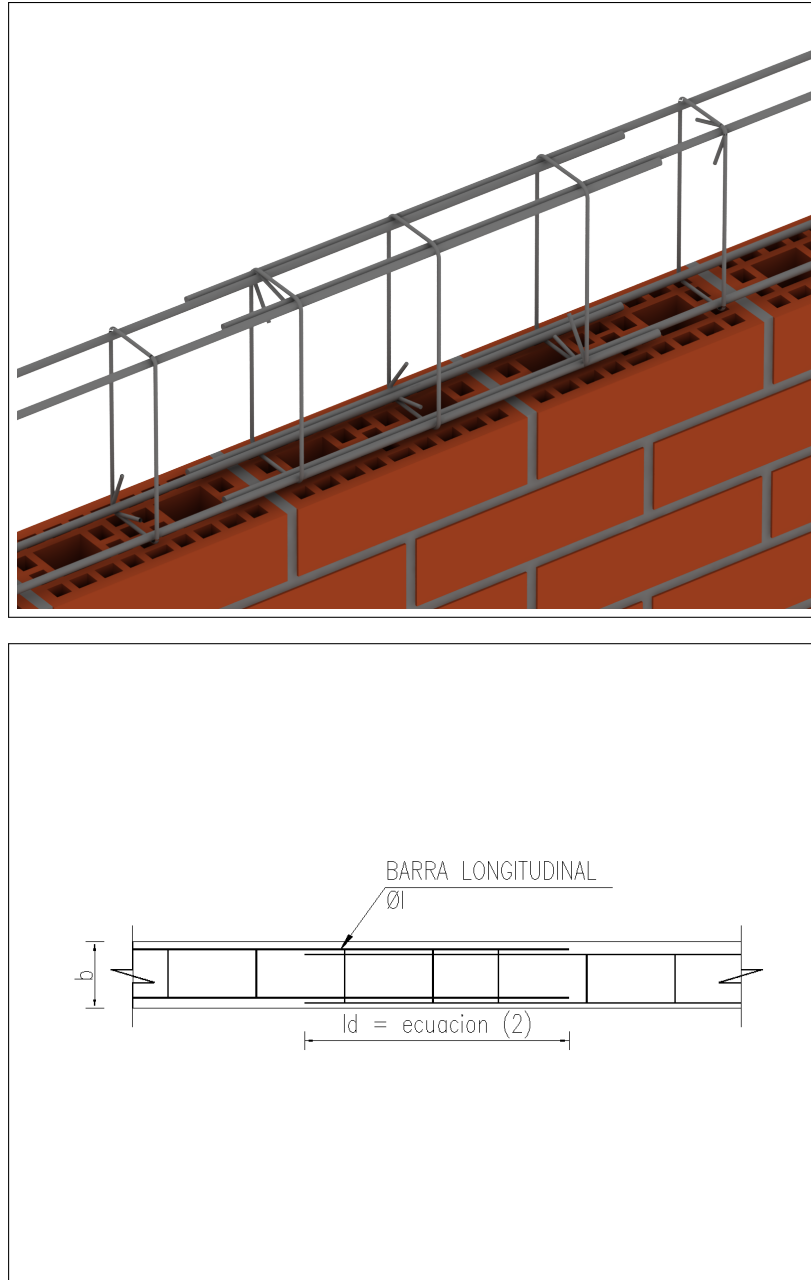 BARRA LONGITUDINAL
Øl
b
ld = ecuacion (2)